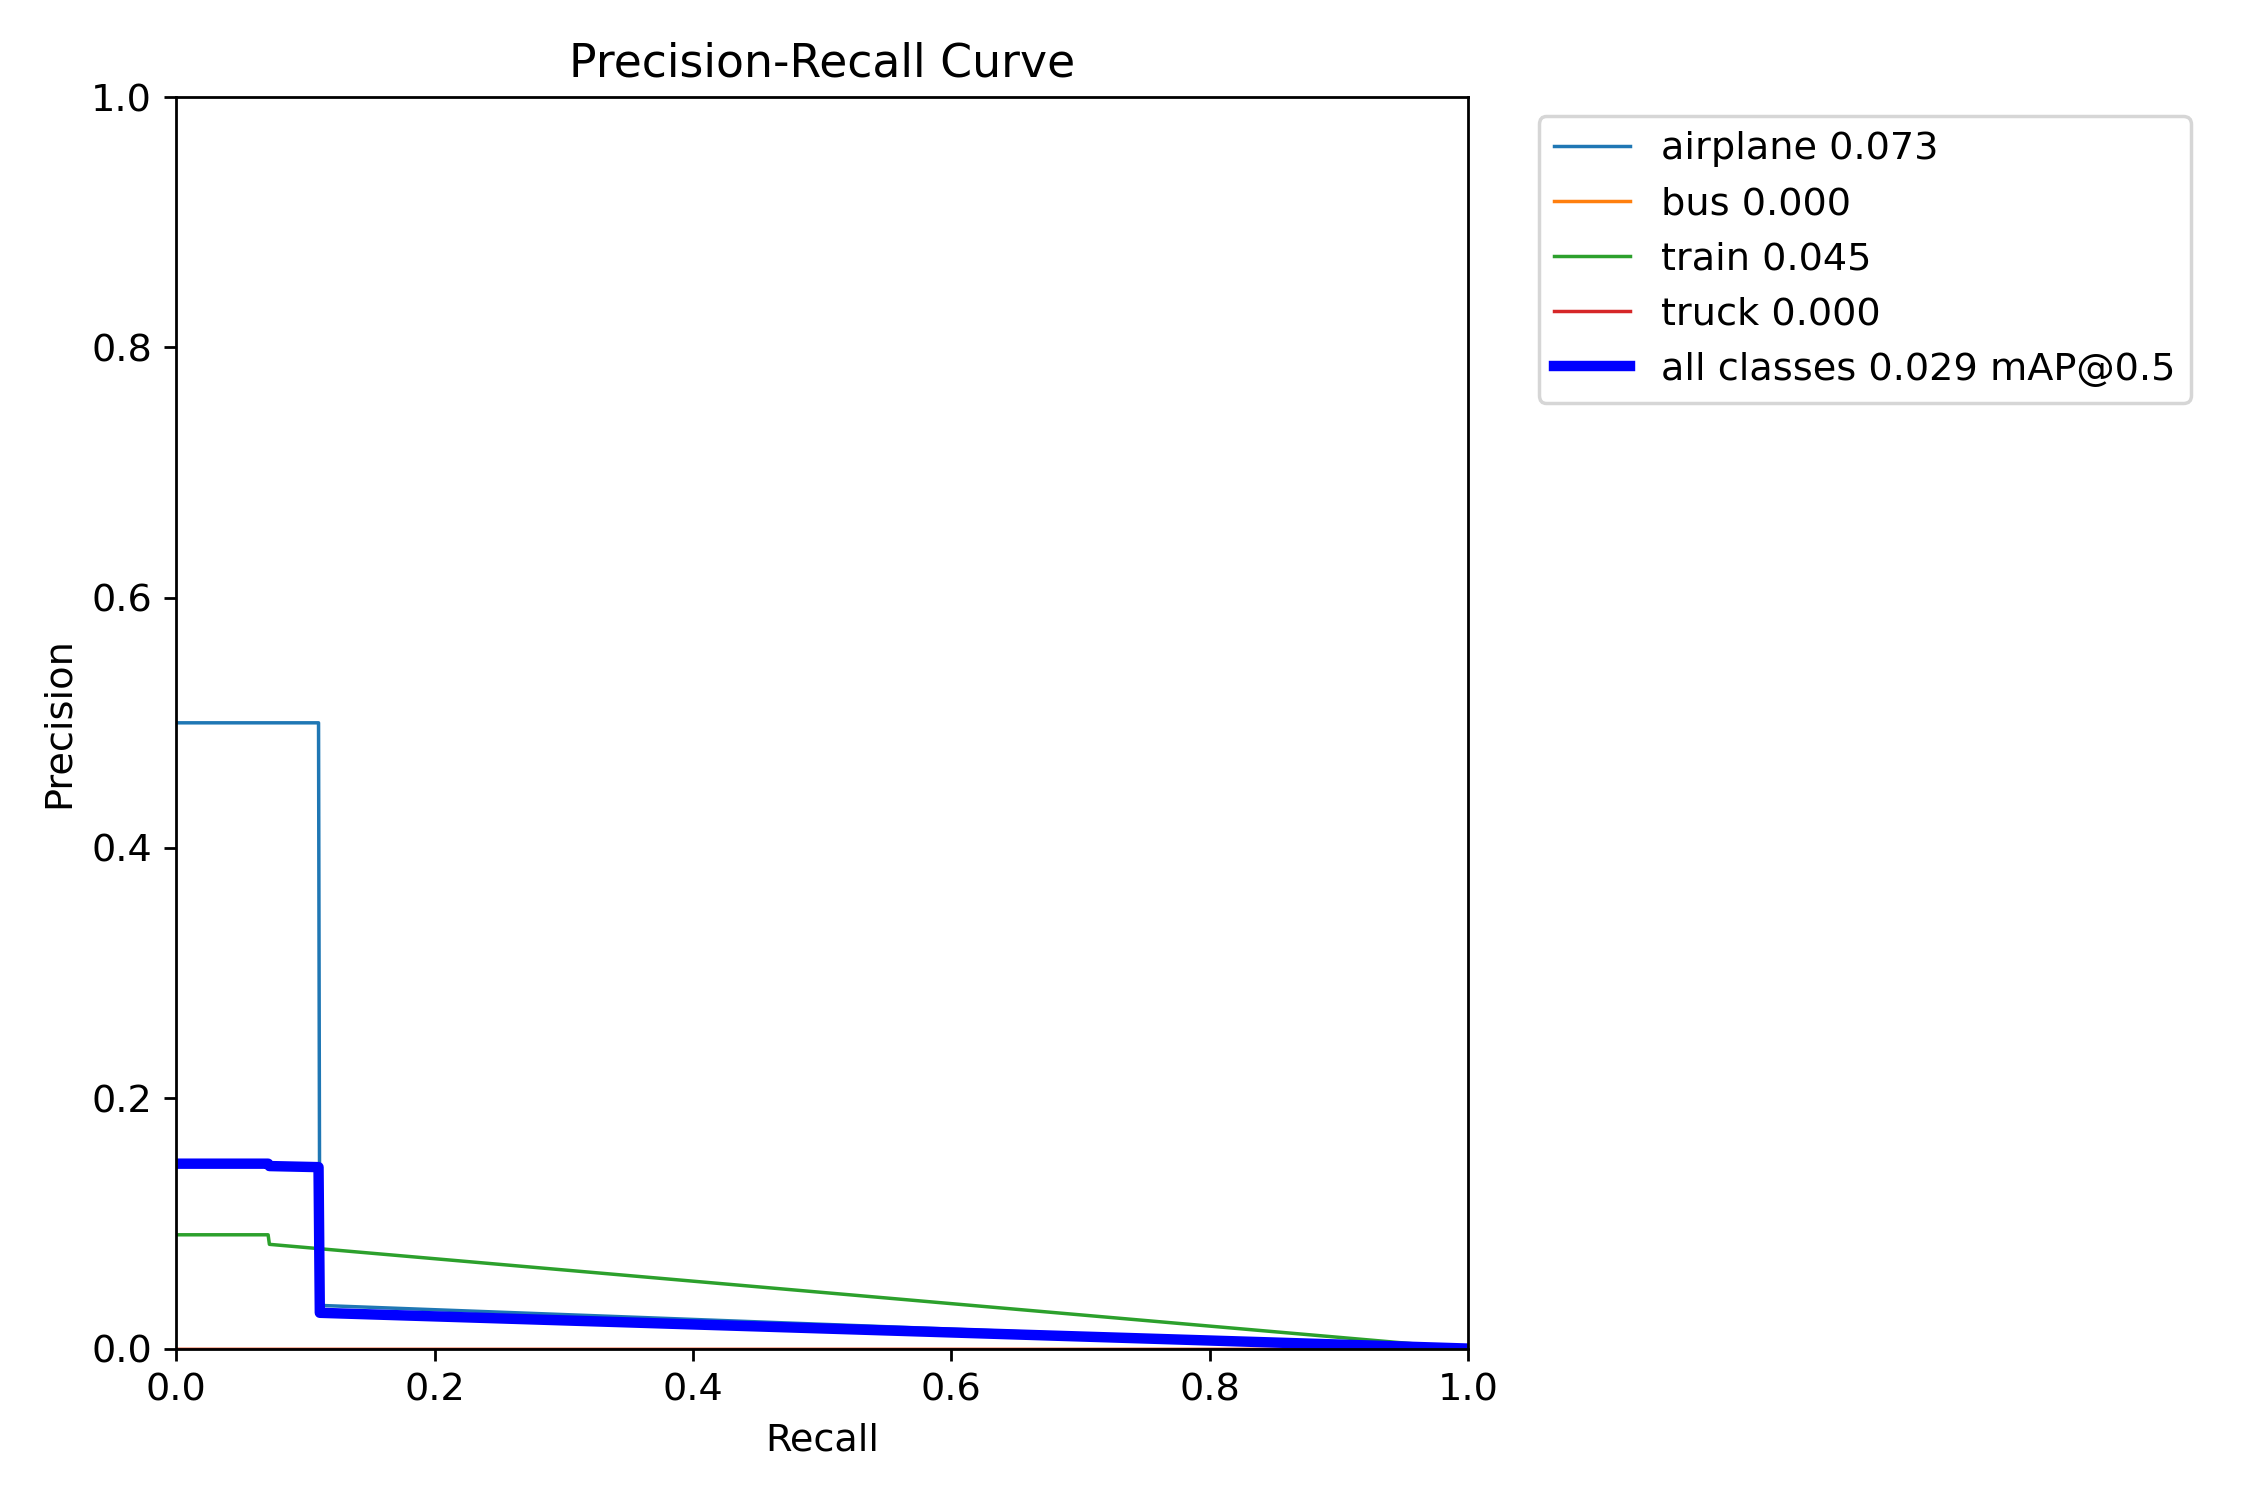 Precision-Recall Curve
1.0
0.8
0.6
0.4
0.2
0.0
Precision
0.0 0.2 0.4 0.6 0.8 1.0
Recall
airplane 0.073
bus 0.000
train 0.045
truck 0.000
all classes 0.029 mAP@0.5